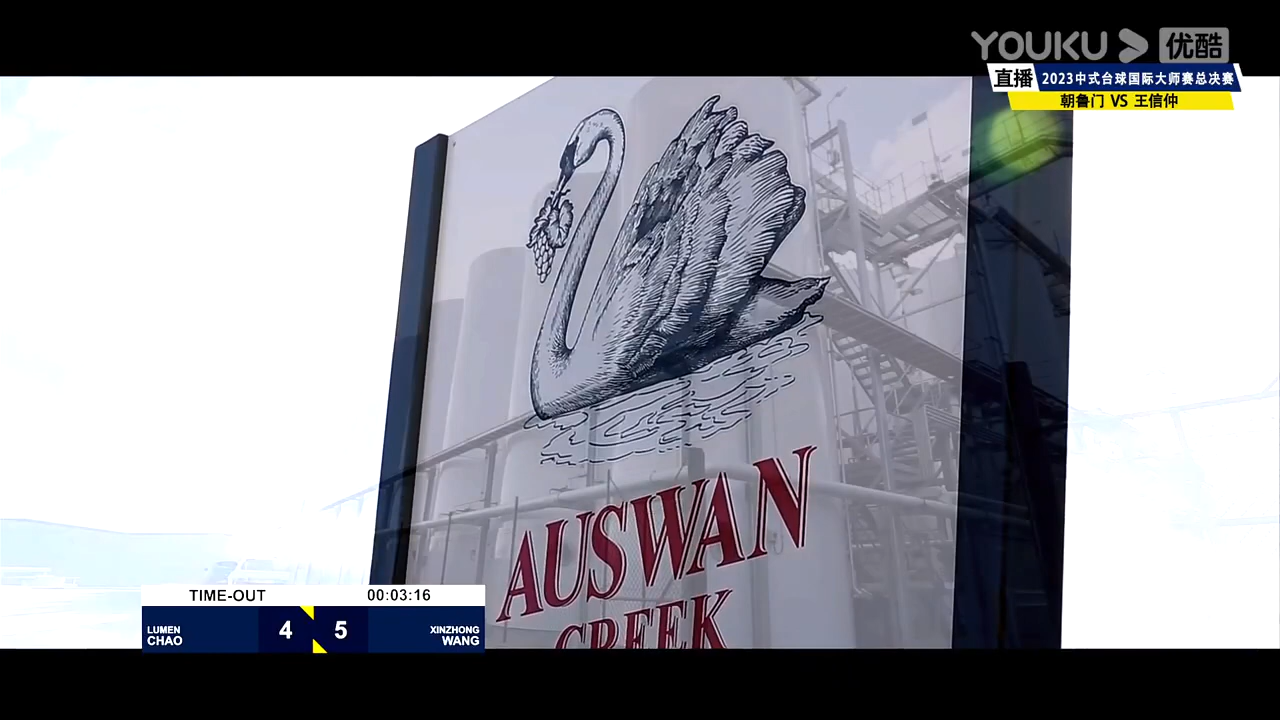 YOUKU 优酷
直播 2023中式台球国际大师赛总决赛
朝鲁门 VS 王信仲
AUSWAN
CREEK
TIME-OUT 00:03:16
LUMEN CHAO 4 5 XINZHONG WANG